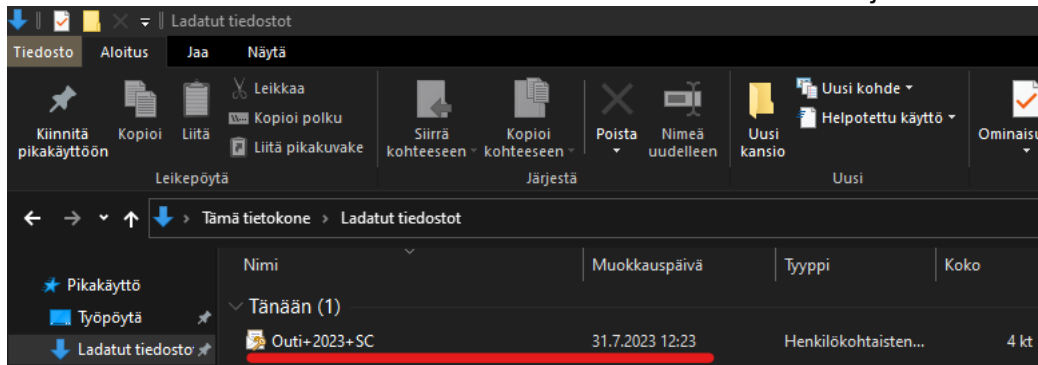 Ladatut tiedostot
Tiedosto Aloitus Jaa Näytä
Kiinnitä pikakäyttöön
Kopioi
Liitä
Leikkaa
Kopioi polku
Liitä pikakuvake
Siirrä kohteeseen
Kopioi kohteeseen
Poista
Nimeä uudelleen
Uusi kansio
Uusi kohde
Helpotettu käyttö
Ominaisu
Leikepöytä Järjestä Uusi
Tämä tietokone > Ladatut tiedostot
Nimi Muokkauspäivä Tyyppi Koko
Pikakäyttö
Työpöytä
Ladatut tiedosto
Tänään (1)
Outi+2023+SC 31.7.2023 12:23 Henkilökohtaisten... 4 kt